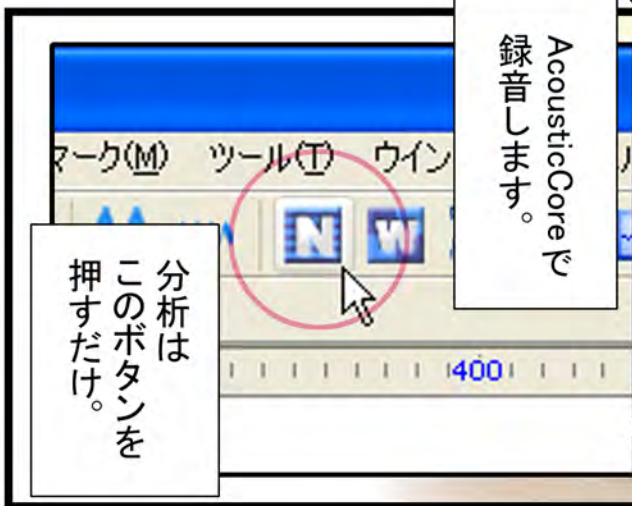 AcousticCoreで
録音します。
マーク(M) ツール(T) ウイン
N W
400
分析は
このボタンを
押すだけ。